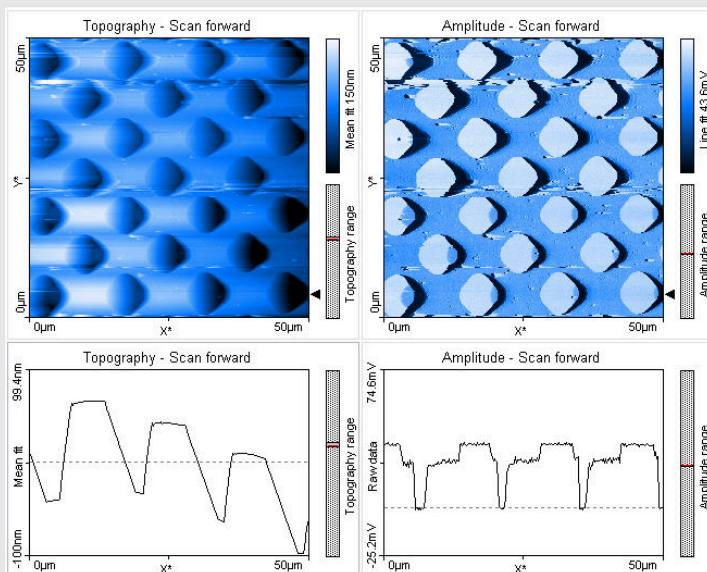 Topography - Scan forward
50µm
Y*
0µm
0µm
X*
50µm
Mean fit 150nm
Topography range
Amplitude - Scan forward
50µm
Y*
0µm
0µm
X*
50µm
Line fit 43.6mV
Amplitude range
Topography - Scan forward
99.4nm
Mean fit
-100nm
0µm
X*
50µm
Topography range
Amplitude - Scan forward
74.6mV
Raw data
-25.2mV
0µm
X*
50µm
Amplitude range